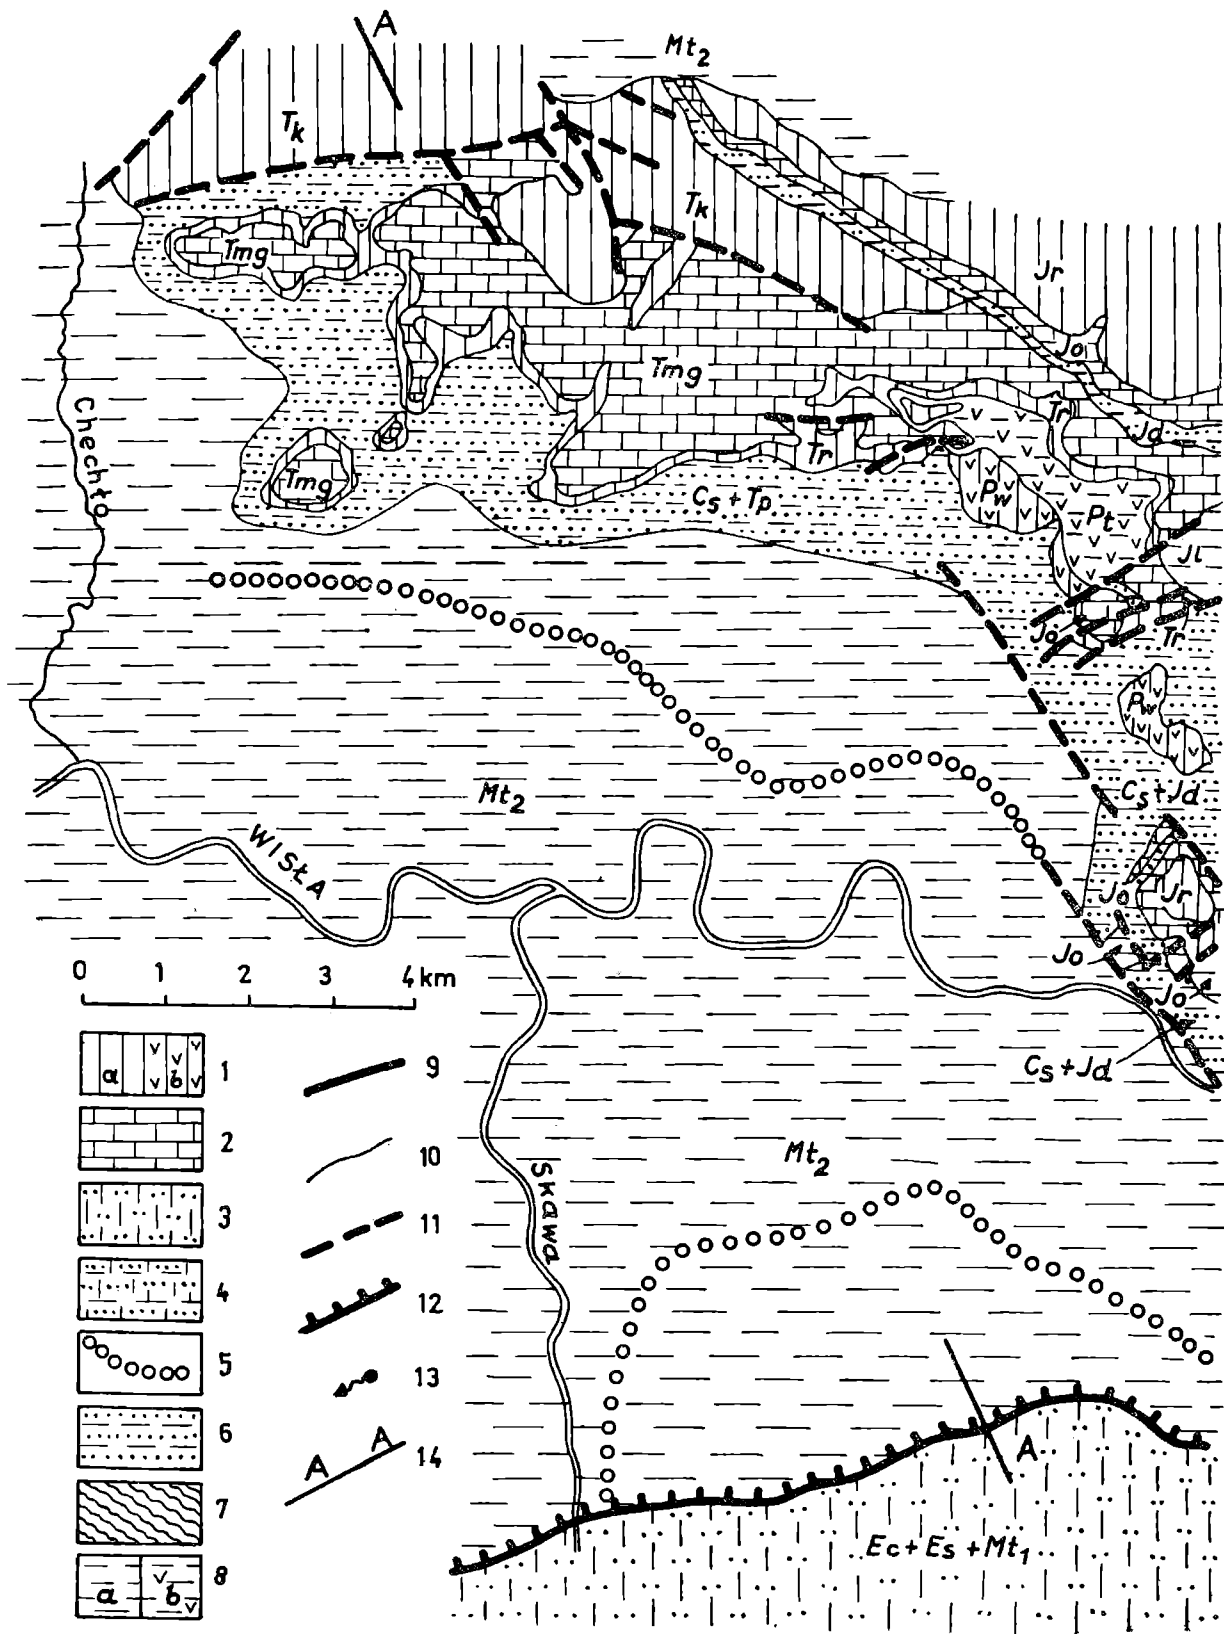 A
Mt2
Tk
Tk
Tmg
Jr
Jo
Tmg
Tr
Jd
Tr
Chechło
Tmg
Cs + Tp
Pw
Pt
Jl
Jo
Tr
Pw
Mt2
Cs + Jd
WISŁA
Jo
Jr
Jo
Jo
0 1 2 3 4 km
Cs + Jd
a b 1
9
2
10
3
11
4
12
5
13
6
A A 14
7
a b 8
Mt2
Skawa
A
Ec + Es + Mt1